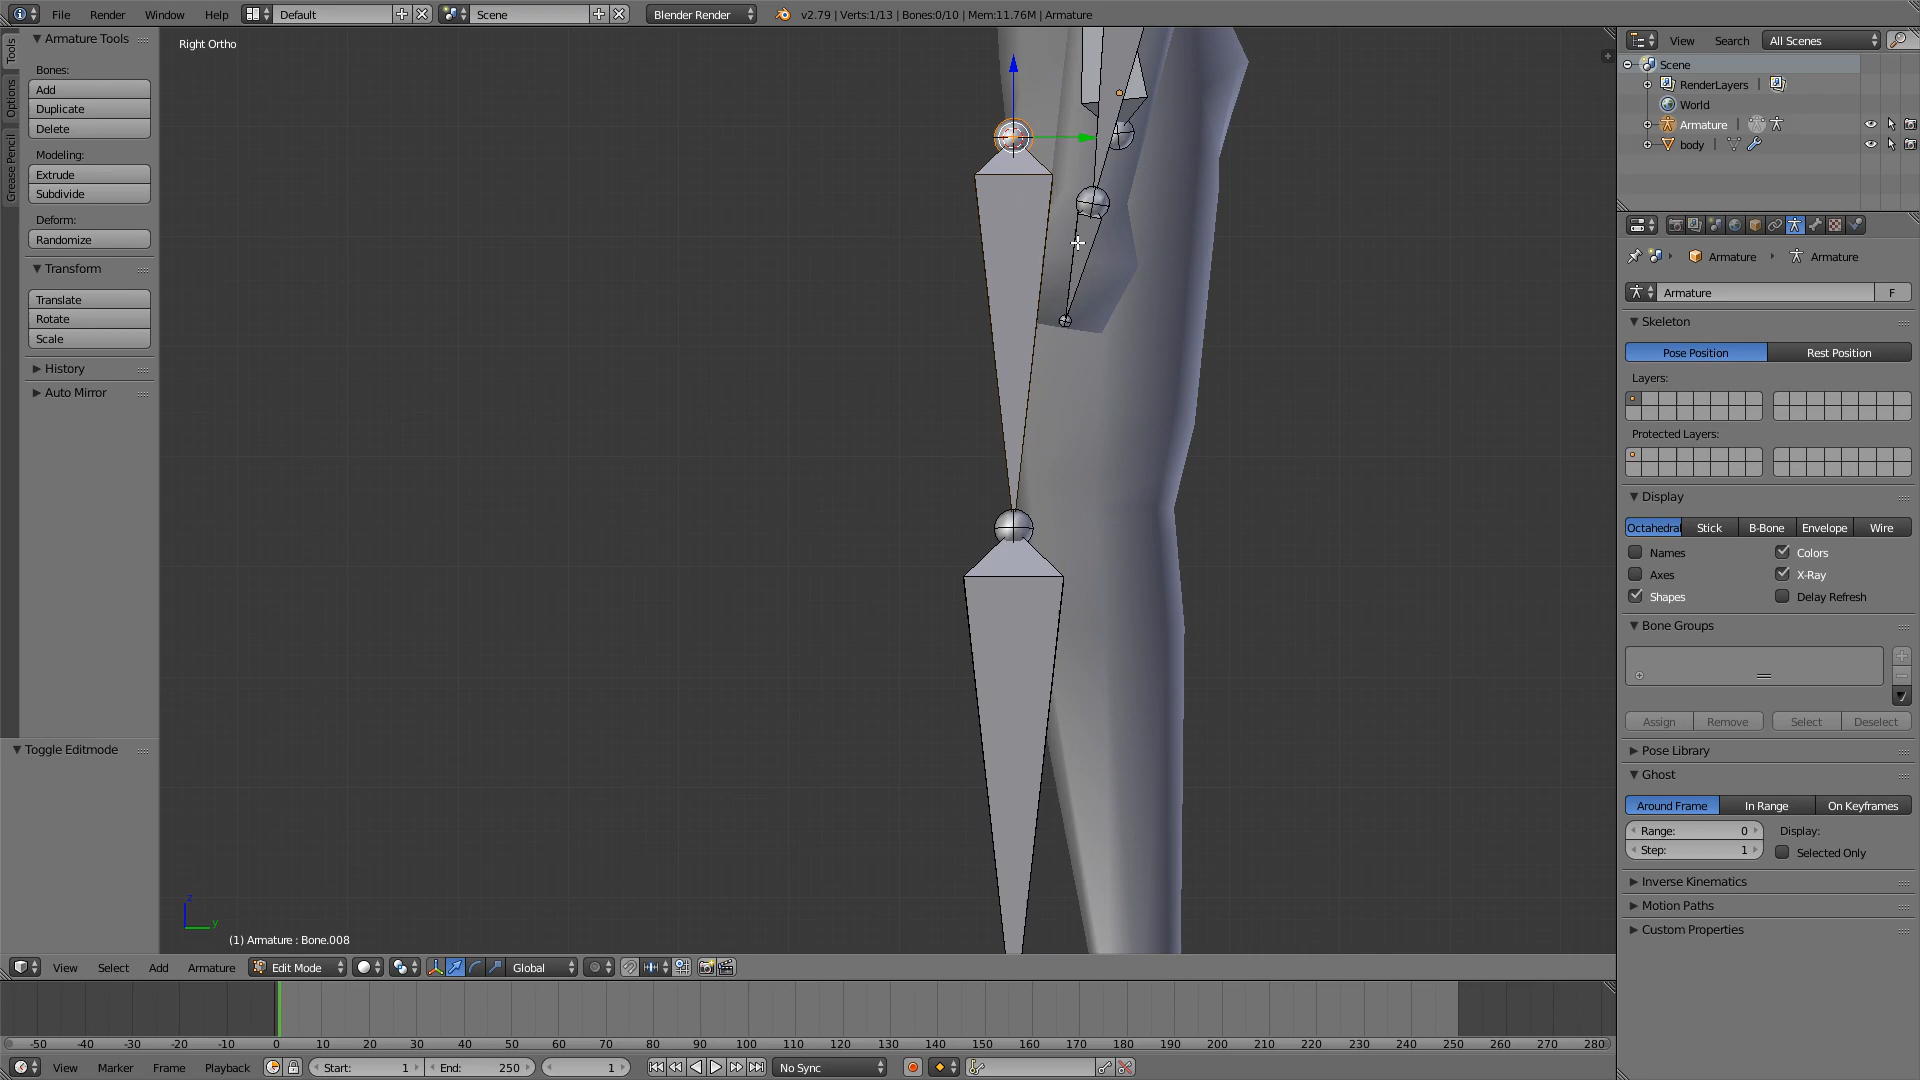 File Render Window Help Default Scene Blender Render v2.79 | Verts:1/13 | Bones:0/10 | Mem:11.76M | Armature
Tools
Options
Grease Pencil
Armature Tools
Bones:
Add
Duplicate
Delete
Modeling:
Extrude
Subdivide
Deform:
Randomize
Transform
Translate
Rotate
Scale
History
Auto Mirror
Toggle Editmode
Right Ortho
z
y
(1) Armature : Bone.008
View Search All Scenes
Scene
RenderLayers
World
Armature
body
Armature Armature
Armature F
Skeleton
Pose Position Rest Position
Layers:
Protected Layers:
Display
Octahedral Stick B-Bone Envelope Wire
Names Colors
Axes X-Ray
Shapes Delay Refresh
Bone Groups
Assign Remove Select Deselect
Pose Library
Ghost
Around Frame In Range On Keyframes
Range: 0 Display:
Step: 1 Selected Only
Inverse Kinematics
Motion Paths
Custom Properties
View Select Add Armature Edit Mode Global
-50 -40 -30 -20 -10 0 10 20 30 40 50 60 70 80 90 100 110 120 130 140 150 160 170 180 190 200 210 220 230 240 250 260 270 280
View Marker Frame Playback Start: 1 End: 250 1 No Sync